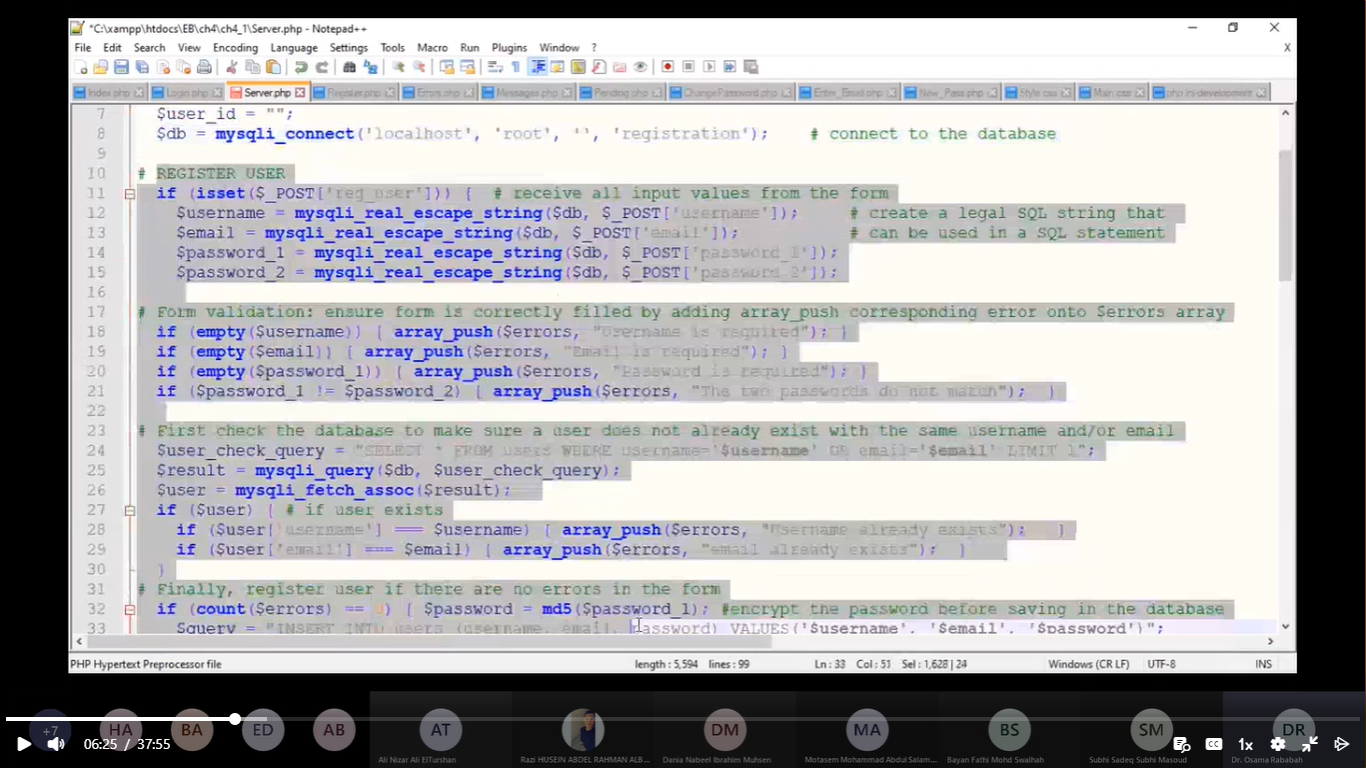 *C:\xampp\htdocs\EB\ch4\ch4_1\Server.php - Notepad++
File Edit Search View Encoding Language Settings Tools Macro Run Plugins Window ? X
Index.php Login.php Server.php Register.php Errors.php Messages.php Pending.php ChangePassword.php Enter_Email.php New_Pass.php Style.css Main.css php.ini-development
7 $user_id = "";
8 $db = mysqli_connect('localhost', 'root', '', 'registration'); # connect to the database
9
10 # REGISTER USER
11 if (isset($_POST['reg_user'])) { # receive all input values from the form
12 $username = mysqli_real_escape_string($db, $_POST['username']); # create a legal SQL string that
13 $email = mysqli_real_escape_string($db, $_POST['email']); # can be used in a SQL statement
14 $password_1 = mysqli_real_escape_string($db, $_POST['password_1']);
15 $password_2 = mysqli_real_escape_string($db, $_POST['password_2']);
16
17 # Form validation: ensure form is correctly filled by adding array_push corresponding error onto $errors array
18 if (empty($username)) { array_push($errors, "Username is required"); }
19 if (empty($email)) { array_push($errors, "Email is required"); }
20 if (empty($password_1)) { array_push($errors, "Password is required"); }
21 if ($password_1 != $password_2) { array_push($errors, "The two passwords do not match"); }
22
23 # First check the database to make sure a user does not already exist with the same username and/or email
24 $user_check_query = "SELECT * FROM users WHERE username='$username' OR email='$email' LIMIT 1";
25 $result = mysqli_query($db, $user_check_query);
26 $user = mysqli_fetch_assoc($result);
27 if ($user) { # if user exists
28 if ($user['username'] === $username) { array_push($errors, "Username already exists"); }
29 if ($user['email'] === $email) { array_push($errors, "email already exists"); }
30 }
31 # Finally, register user if there are no errors in the form
32 if (count($errors) == 0) { $password = md5($password_1); #encrypt the password before saving in the database
33 $query = "INSERT INTO users (username, email, password) VALUES('$username', '$email', '$password')";
PHP Hypertext Preprocessor file length : 5,594 lines : 99 Ln : 33 Col : 51 Sel : 1,628 | 24 Windows (CR LF) UTF-8 INS
+7 HA BA ED AB AT DM MA BS SM DR
06:25 / 37:55 CC 1x
Ali Nizar Ali ElTurshan Razi HUSEIN ABDEL RAHMAN ALB... Dania Nabeel Ibrahim Muhsen Motasem Mohammad Abdul Salam... Bayan Fathi Mohd Swalhah Subhi Sadeq Subhi Masoud Dr. Osama Rababah